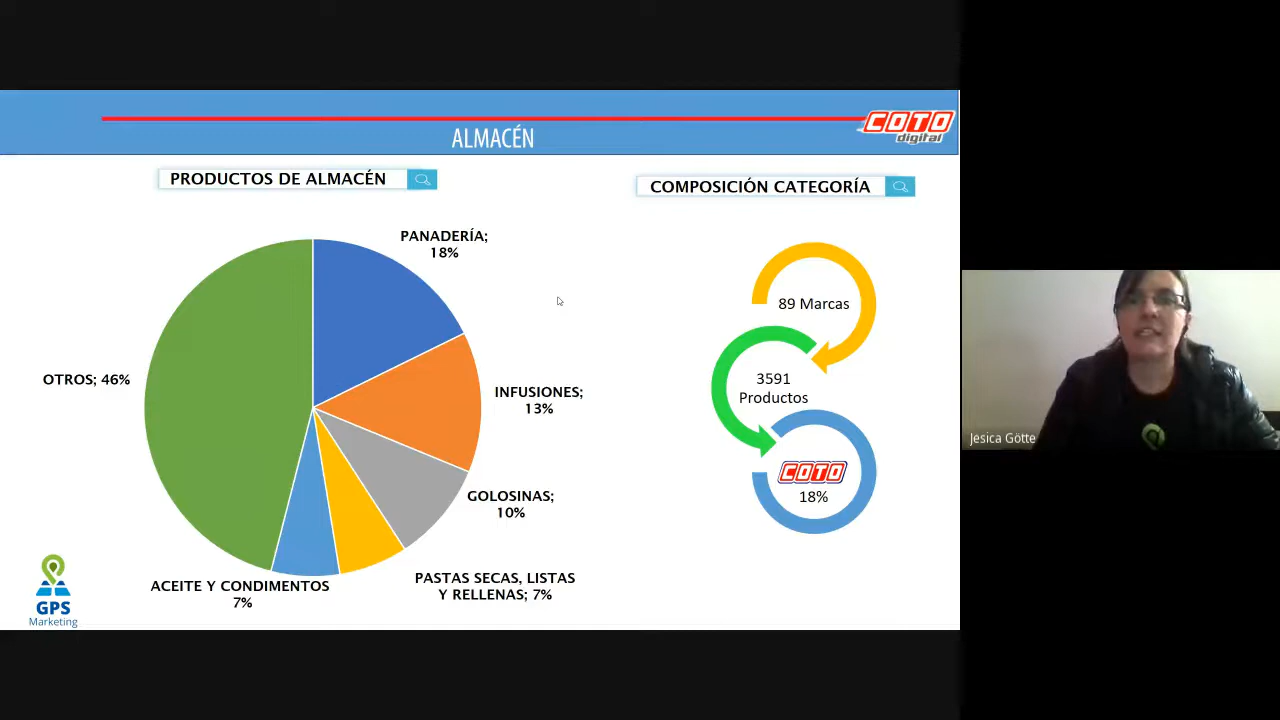 COTO
digital
ALMACÉN
PRODUCTOS DE ALMACÉN
COMPOSICIÓN CATEGORÍA
PANADERÍA;
18%
INFUSIONES;
13%
GOLOSINAS;
10%
PASTAS SECAS, LISTAS
Y RELLENAS; 7%
ACEITE Y CONDIMENTOS
7%
OTROS; 46%
89 Marcas
3591
Productos
COTO
18%
GPS
Marketing
Jesica Götte